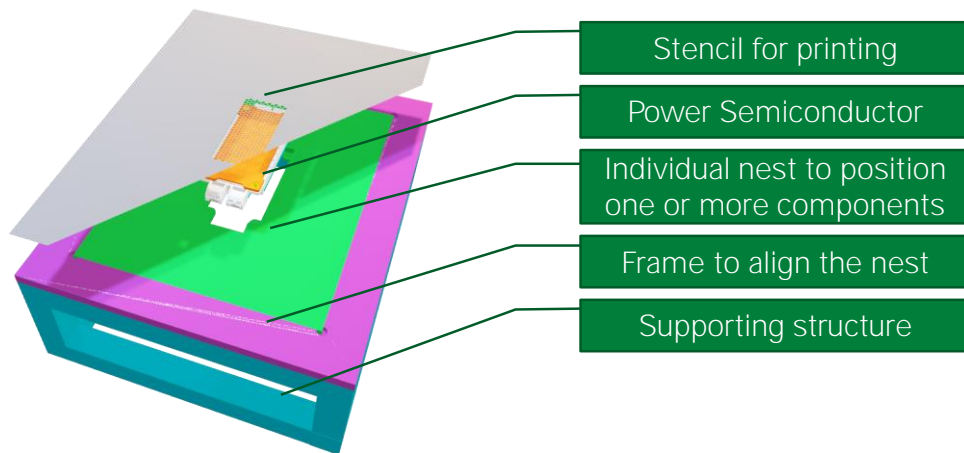 Stencil for printing
Power Semiconductor
Individual nest to position
one or more components
Frame to align the nest
Supporting structure